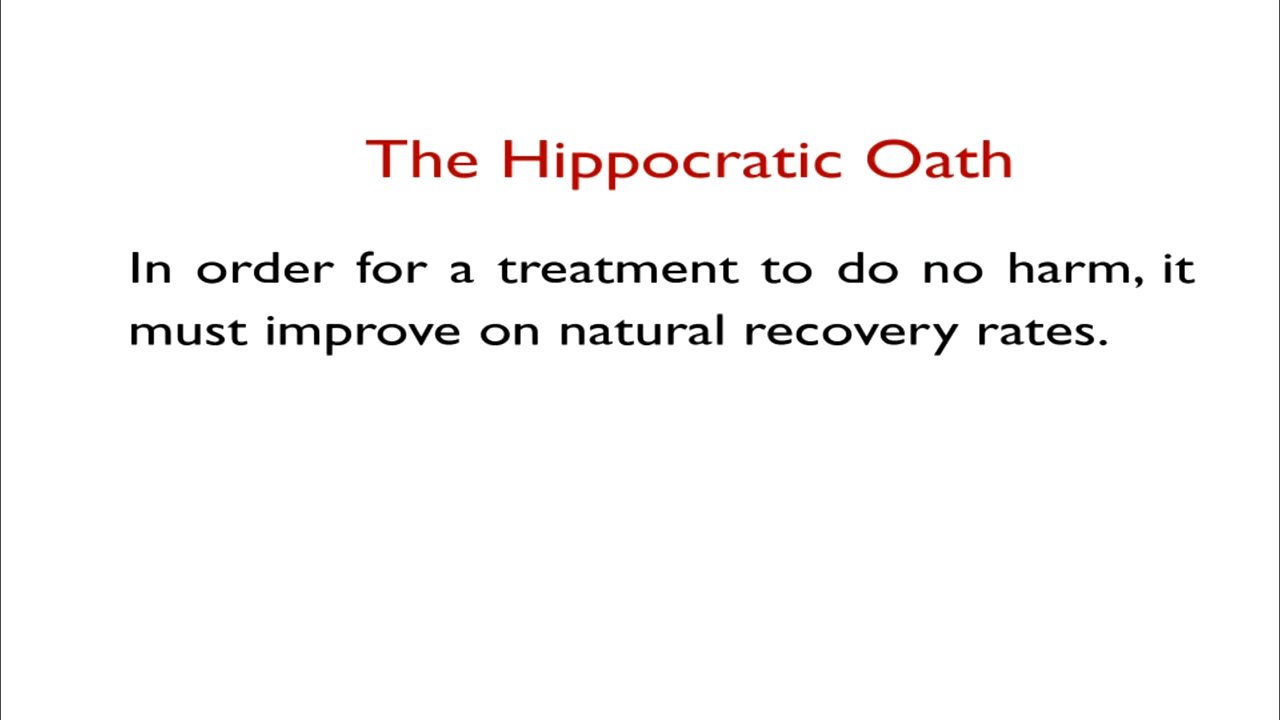 The Hippocratic Oath
In order for a treatment to do no harm, it
must improve on natural recovery rates.